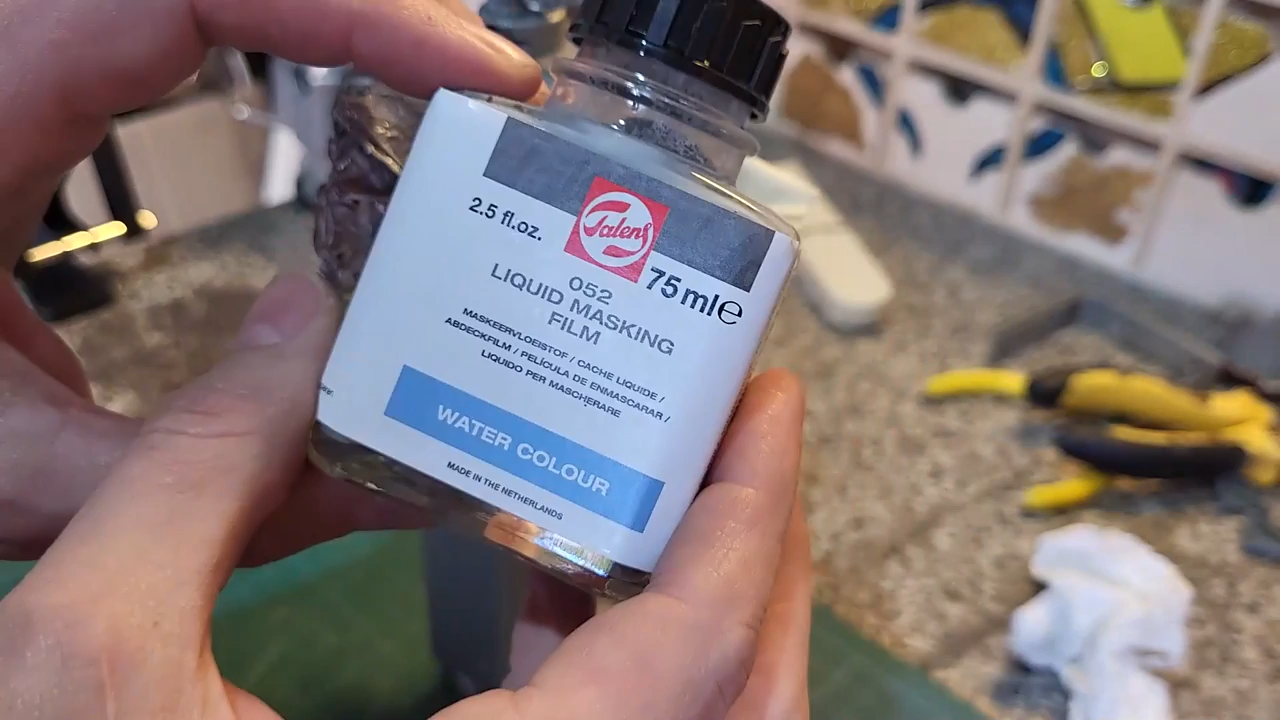 2.5 fl.oz.
Talens
75 ml e
052
LIQUID MASKING
FILM
MASKEERVLOEISTOF / CACHE LIQUIDE /
ABDECKFILM / PELÍCULA DE ENMASCARAR /
LIQUIDO PER MASCHERARE
WATER COLOUR
MADE IN THE NETHERLANDS